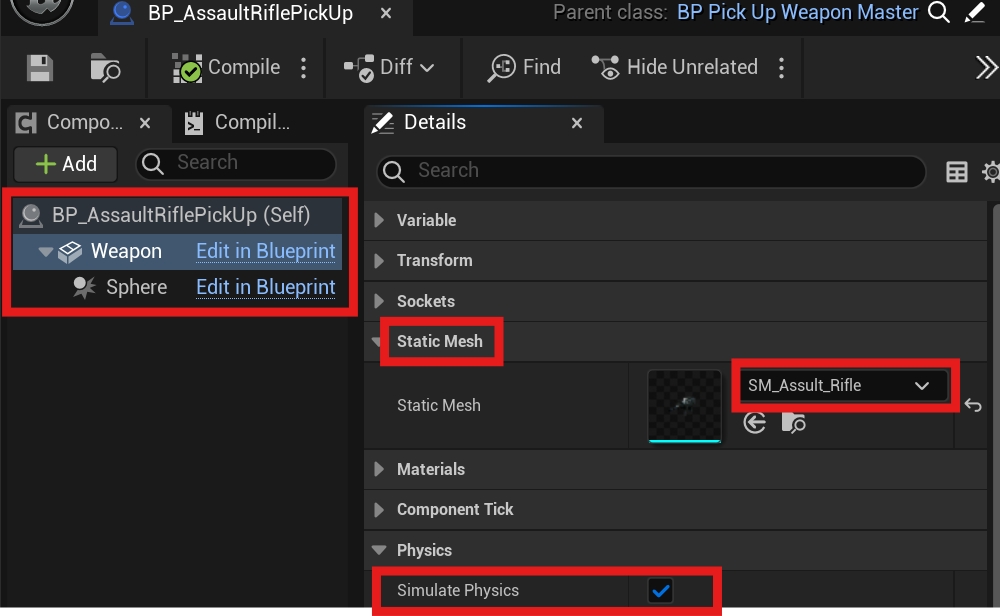 BP_AssaultRiflePickUp
Parent class: BP Pick Up Weapon Master
Compile
Diff
Find
Hide Unrelated
Compo...
Compil...
Details
Add
Search
Search
BP_AssaultRiflePickUp (Self)
Weapon Edit in Blueprint
Sphere Edit in Blueprint
Variable
Transform
Sockets
Static Mesh
Static Mesh
SM_Assult_Rifle
Materials
Component Tick
Physics
Simulate Physics